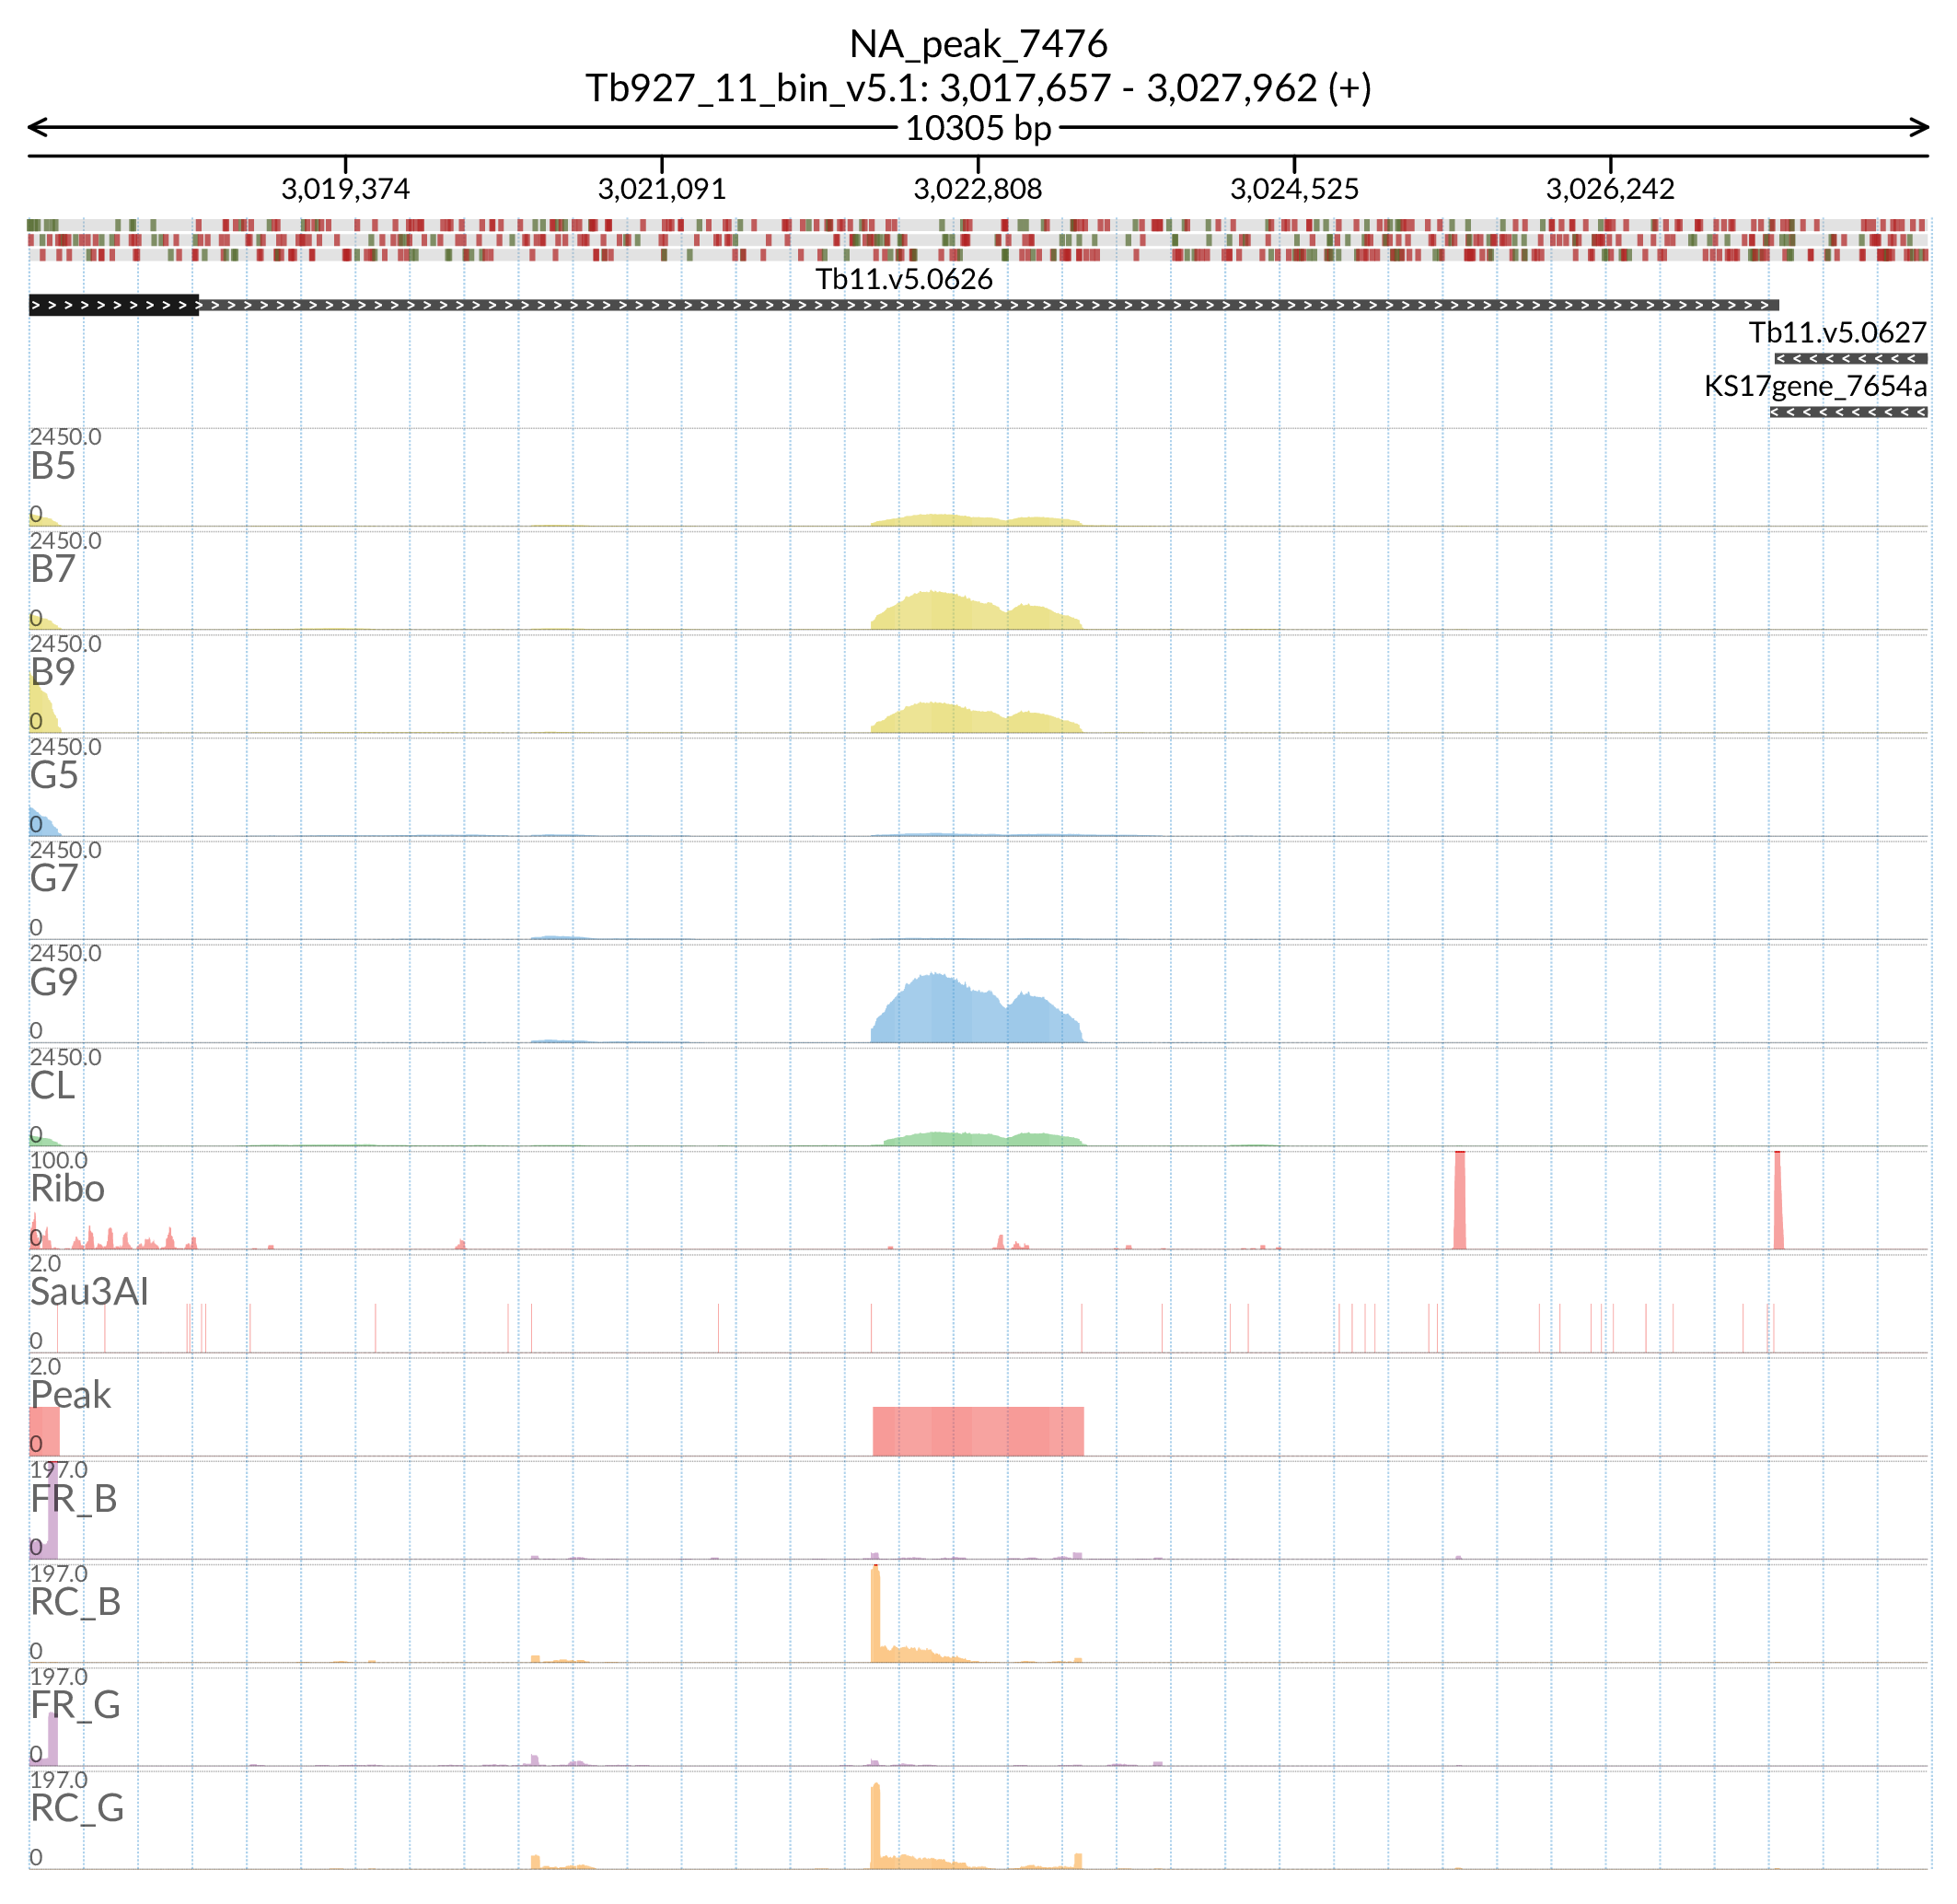 NA_peak_7476
Tb927_11_bin_v5.1: 3,017,657 - 3,027,962 (+)
10305 bp
3,019,374 3,021,091 3,022,808 3,024,525 3,026,242
Tb11.v5.0626
Tb11.v5.0627
KS17gene_7654a
2450.0
B5
0
2450.0
B7
0
2450.0
B9
0
2450.0
G5
0
2450.0
G7
0
2450.0
G9
0
2450.0
CL
0
100.0
Ribo
0
2.0
Sau3AI
0
2.0
Peak
0
197.0
FR_B
0
197.0
RC_B
0
197.0
FR_G
0
197.0
RC_G
0